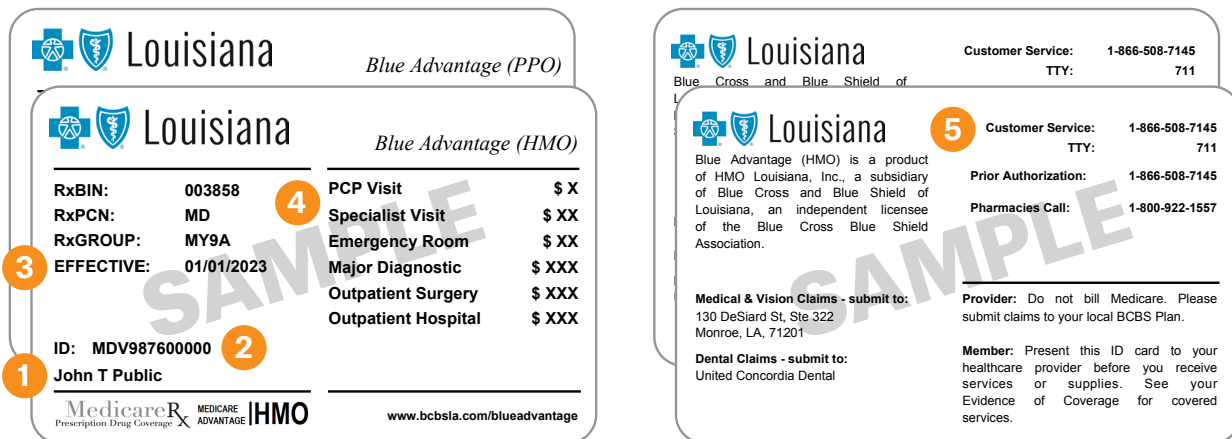 Louisiana
Blue Advantage (PPO)
Louisiana
Blue Advantage (HMO)
RxBIN: 003858
RxPCN: MD
RxGROUP: MY9A
3
EFFECTIVE: 01/01/2023
4
PCP Visit $ X
Specialist Visit $ XX
Emergency Room $ XX
Major Diagnostic $ XXX
Outpatient Surgery $ XXX
Outpatient Hospital $ XXX
SAMPLE
ID: MDV987600000
2
1
John T Public
MedicareRx
Prescription Drug Coverage
MEDICARE
ADVANTAGE
HMO
www.bcbsla.com/blueadvantage
Louisiana
Customer Service: 1-866-508-7145
TTY: 711
Blue Cross and Blue Shield of
Louisiana
5
Customer Service: 1-866-508-7145
TTY: 711
Prior Authorization: 1-866-508-7145
Pharmacies Call: 1-800-922-1557
Blue Advantage (HMO) is a product
of HMO Louisiana, Inc., a subsidiary
of Blue Cross and Blue Shield of
Louisiana, an independent licensee
of the Blue Cross Blue Shield
Association.
SAMPLE
Medical & Vision Claims - submit to:
130 DeSiard St, Ste 322
Monroe, LA, 71201
Dental Claims - submit to:
United Concordia Dental
Provider: Do not bill Medicare. Please
submit claims to your local BCBS Plan.
Member: Present this ID card to your
healthcare provider before you receive
services or supplies. See your
Evidence of Coverage for covered
services.